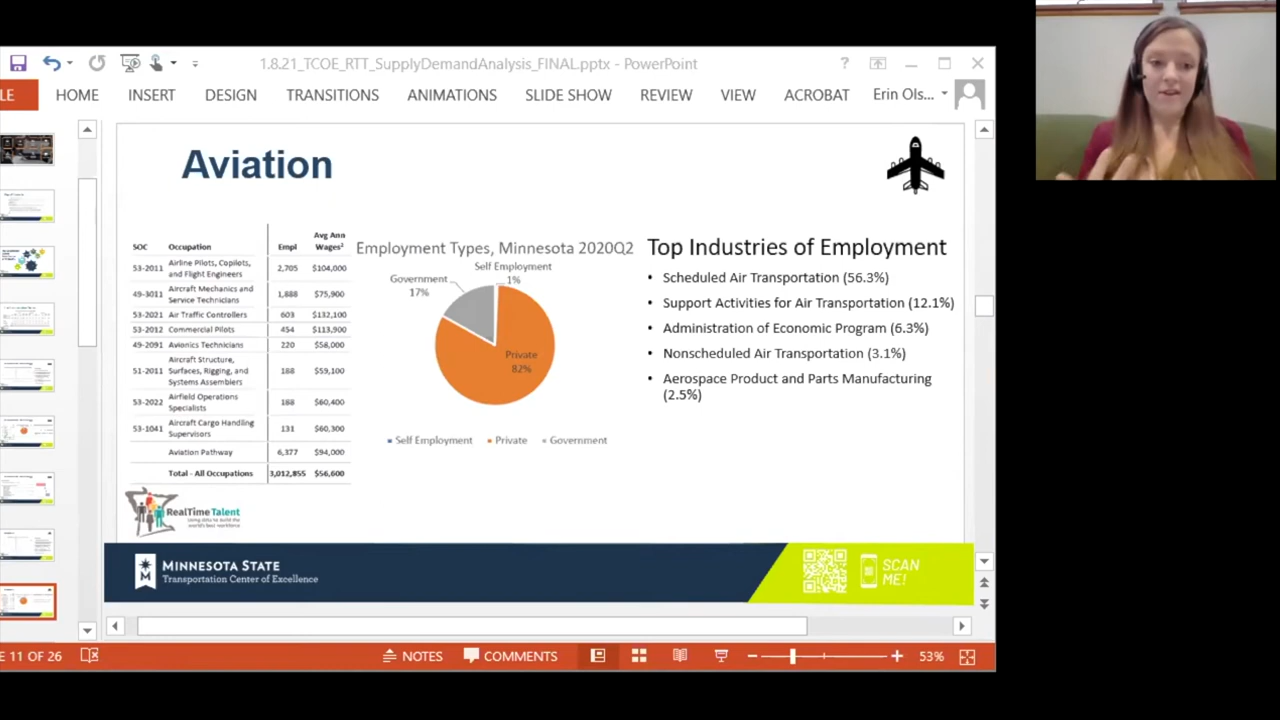 1.8.21_TCOE_RTT_SupplyDemandAnalysis_FINAL.pptx - PowerPoint
?
LE
HOME
INSERT
DESIGN
TRANSITIONS
ANIMATIONS
SLIDE SHOW
REVIEW
VIEW
ACROBAT
Erin Ols...
Aviation
SOC Occupation Empl Avg Ann Wages²
53-2011 Airline Pilots, Copilots, and Flight Engineers 2,705 $104,000
49-3011 Aircraft Mechanics and Service Technicians 1,888 $75,900
53-2021 Air Traffic Controllers 603 $132,100
53-2012 Commercial Pilots 454 $113,900
49-2091 Avionics Technicians 220 $58,000
51-2011 Aircraft Structure, Surfaces, Rigging, and Systems Assemblers 188 $59,100
53-2022 Airfield Operations Specialists 188 $60,400
53-1041 Aircraft Cargo Handling Supervisors 131 $60,300
Aviation Pathway 6,377 $94,000
Total - All Occupations 3,012,855 $56,600
Employment Types, Minnesota 2020Q2
Self Employment
1%
Government
17%
Private
82%
Self Employment
Private
Government
Top Industries of Employment
• Scheduled Air Transportation (56.3%)
• Support Activities for Air Transportation (12.1%)
• Administration of Economic Program (6.3%)
• Nonscheduled Air Transportation (3.1%)
• Aerospace Product and Parts Manufacturing
(2.5%)
RealTime Talent
Using data to build the
world's best workforce
M
MINNESOTA STATE
Transportation Center of Excellence
SCAN
ME!
E 11 OF 26
NOTES
COMMENTS
53%